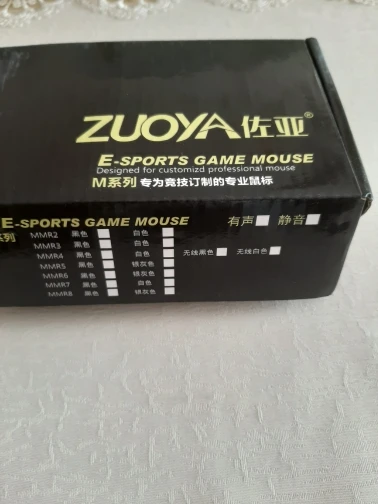 ZUOYA佐亚®
E-SPORTS GAME MOUSE
Designed for customizd professional mouse
M系列 专为竞技订制的专业鼠标
E-SPORTS GAME MOUSE 有声 静音
系列 MMR2 黑色 白色
MMR3 黑色 白色
MMR4 黑色 白色 无线黑色 无线白色
MMR5 黑色 银灰色
MMR6 黑色 银灰色
MMR7 黑色 白色
MMR8 黑色 银灰色